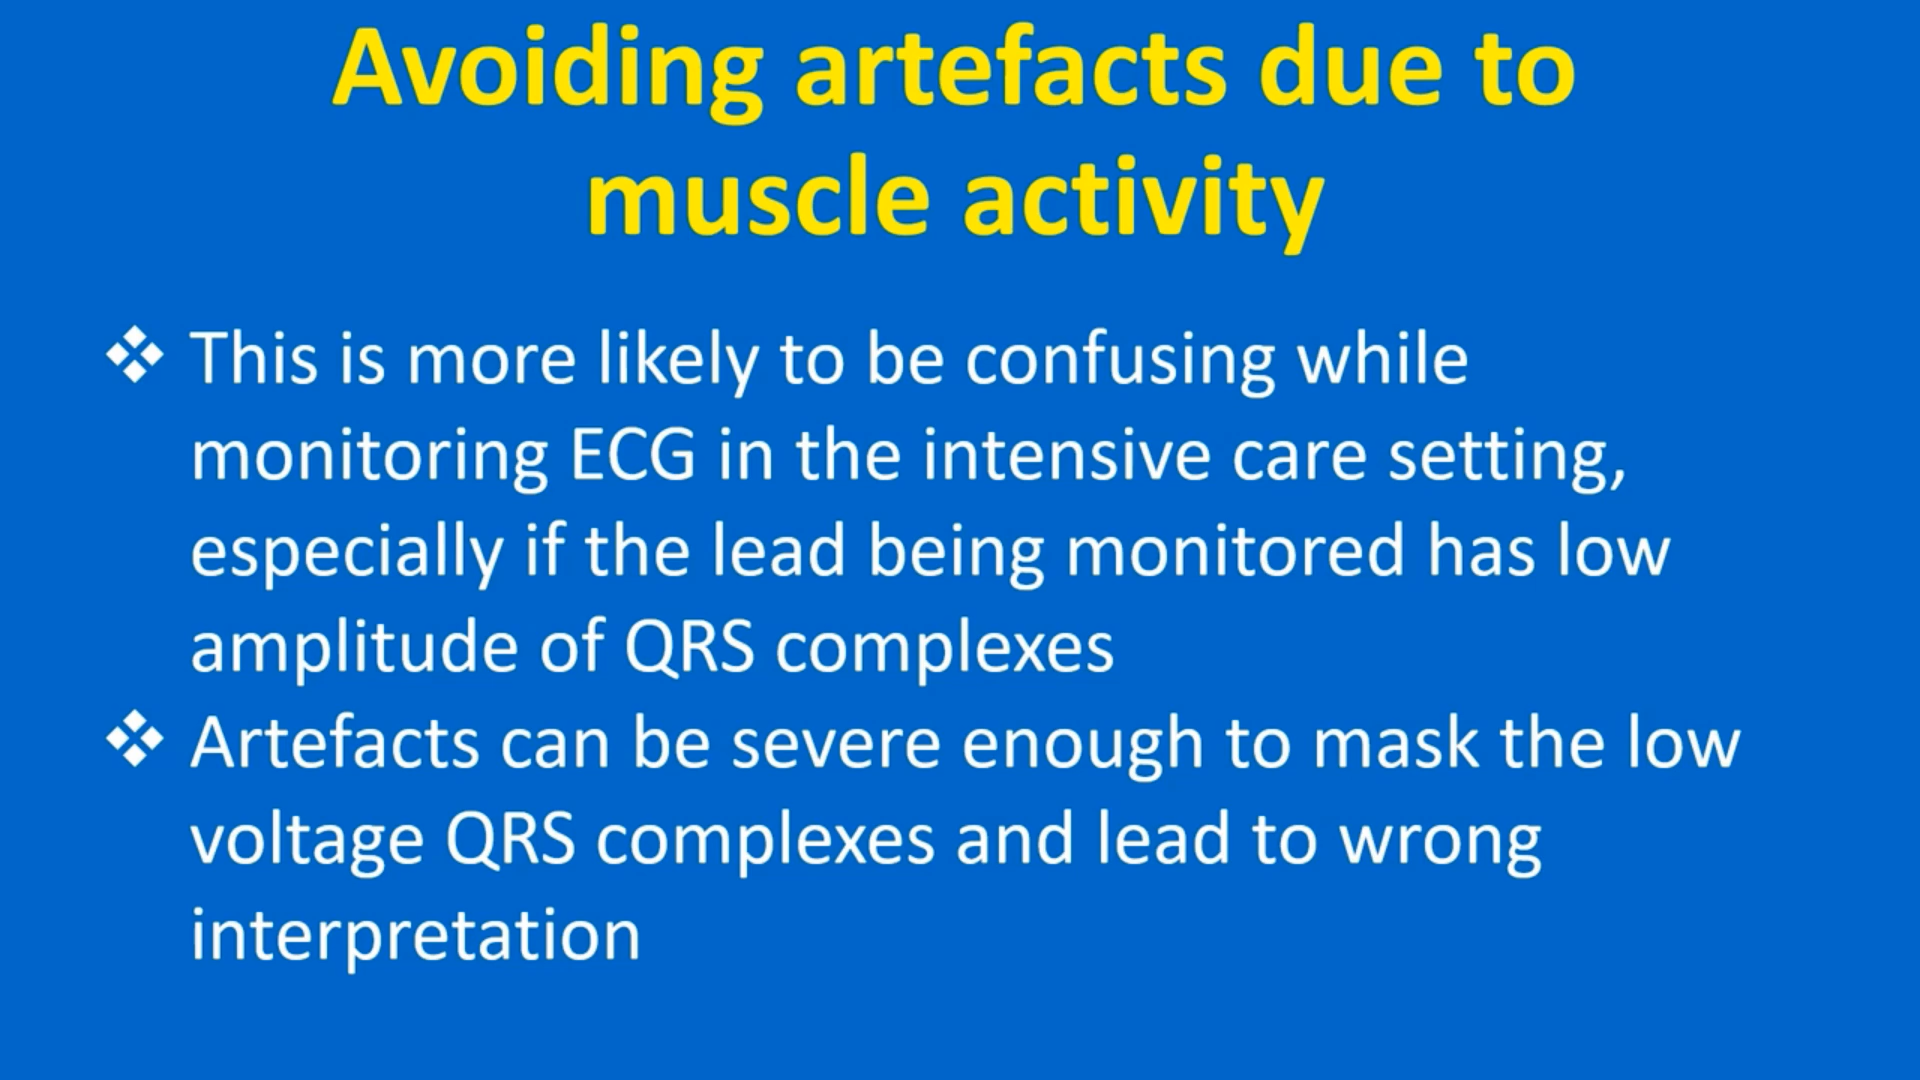 Avoiding artefacts due to
muscle activity
❖ This is more likely to be confusing while
monitoring ECG in the intensive care setting,
especially if the lead being monitored has low
amplitude of QRS complexes
❖ Artefacts can be severe enough to mask the low
voltage QRS complexes and lead to wrong
interpretation